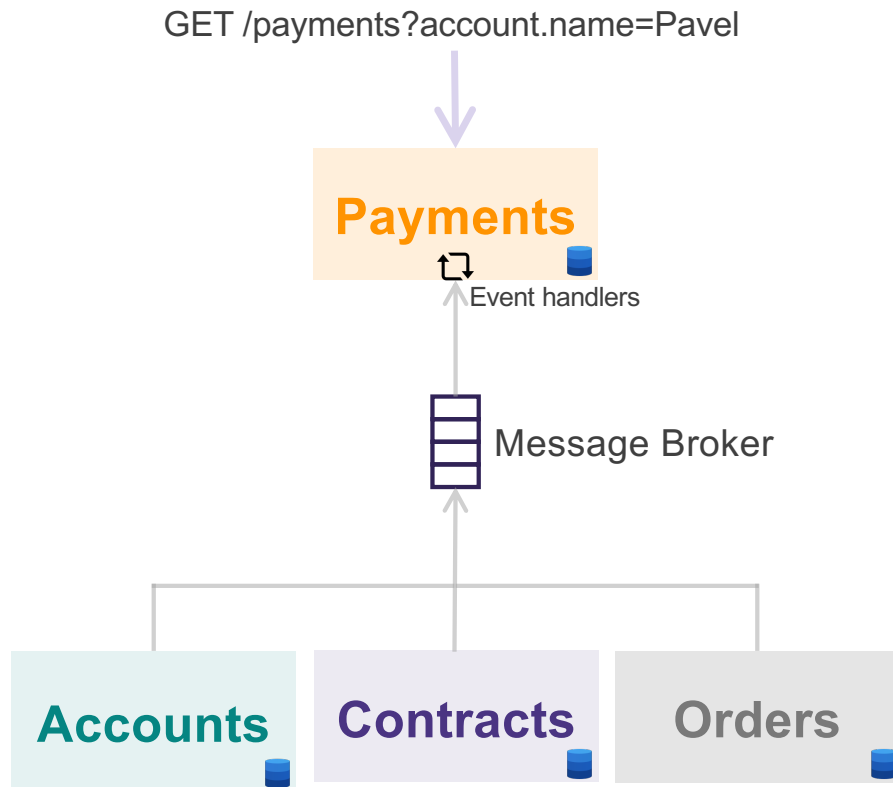 GET /payments?account.name=Pavel
Payments
Event handlers
Message Broker
Accounts
Contracts
Orders